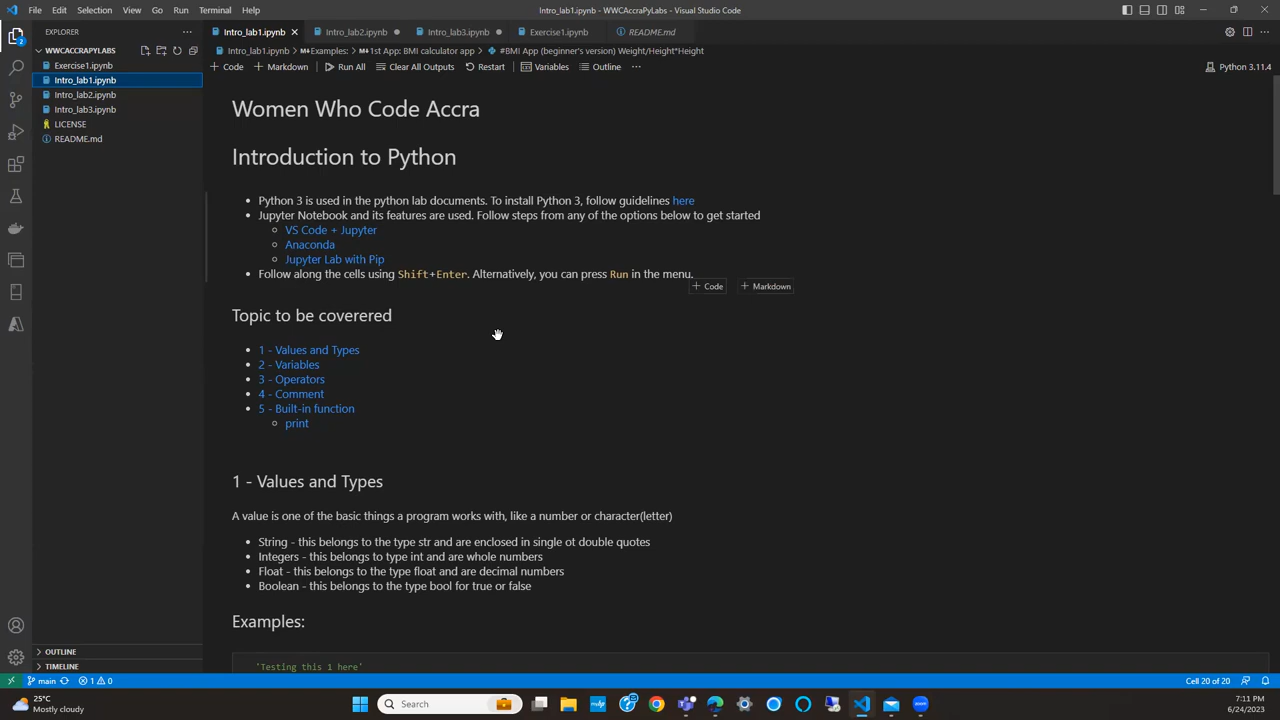 File Edit Selection View Go Run Terminal Help
Intro_lab1.ipynb - WWCAccraPyLabs - Visual Studio Code
EXPLORER
Intro_lab1.ipynb Intro_lab2.ipynb Intro_lab3.ipynb Exercise1.ipynb README.md
WWCACCRAPYLABS
Intro_lab1.ipynb > Examples: > 1st App: BMI calculator app > #BMI App (beginner's version) Weight/Height*Height
Exercise1.ipynb
Code Markdown Run All Clear All Outputs Restart Variables Outline Python 3.11.4
Intro_lab1.ipynb
Intro_lab2.ipynb
Intro_lab3.ipynb
LICENSE
README.md
2
Women Who Code Accra
Introduction to Python
Python 3 is used in the python lab documents. To install Python 3, follow guidelines here
Jupyter Notebook and its features are used. Follow steps from any of the options below to get started
VS Code + Jupyter
Anaconda
Jupyter Lab with Pip
Follow along the cells using Shift+Enter. Alternatively, you can press Run in the menu.
+ Code + Markdown
Topic to be coverered
1 - Values and Types
2 - Variables
3 - Operators
4 - Comment
5 - Built-in function
print
1 - Values and Types
A value is one of the basic things a program works with, like a number or character(letter)
String - this belongs to the type str and are enclosed in single ot double quotes
Integers - this belongs to type int and are whole numbers
Float - this belongs to the type float and are decimal numbers
Boolean - this belongs to the type bool for true or false
Examples:
'Testing this 1 here'
OUTLINE
TIMELINE
main 1 0
Cell 20 of 20
25°C
Mostly cloudy
Search
7:11 PM
6/24/2023